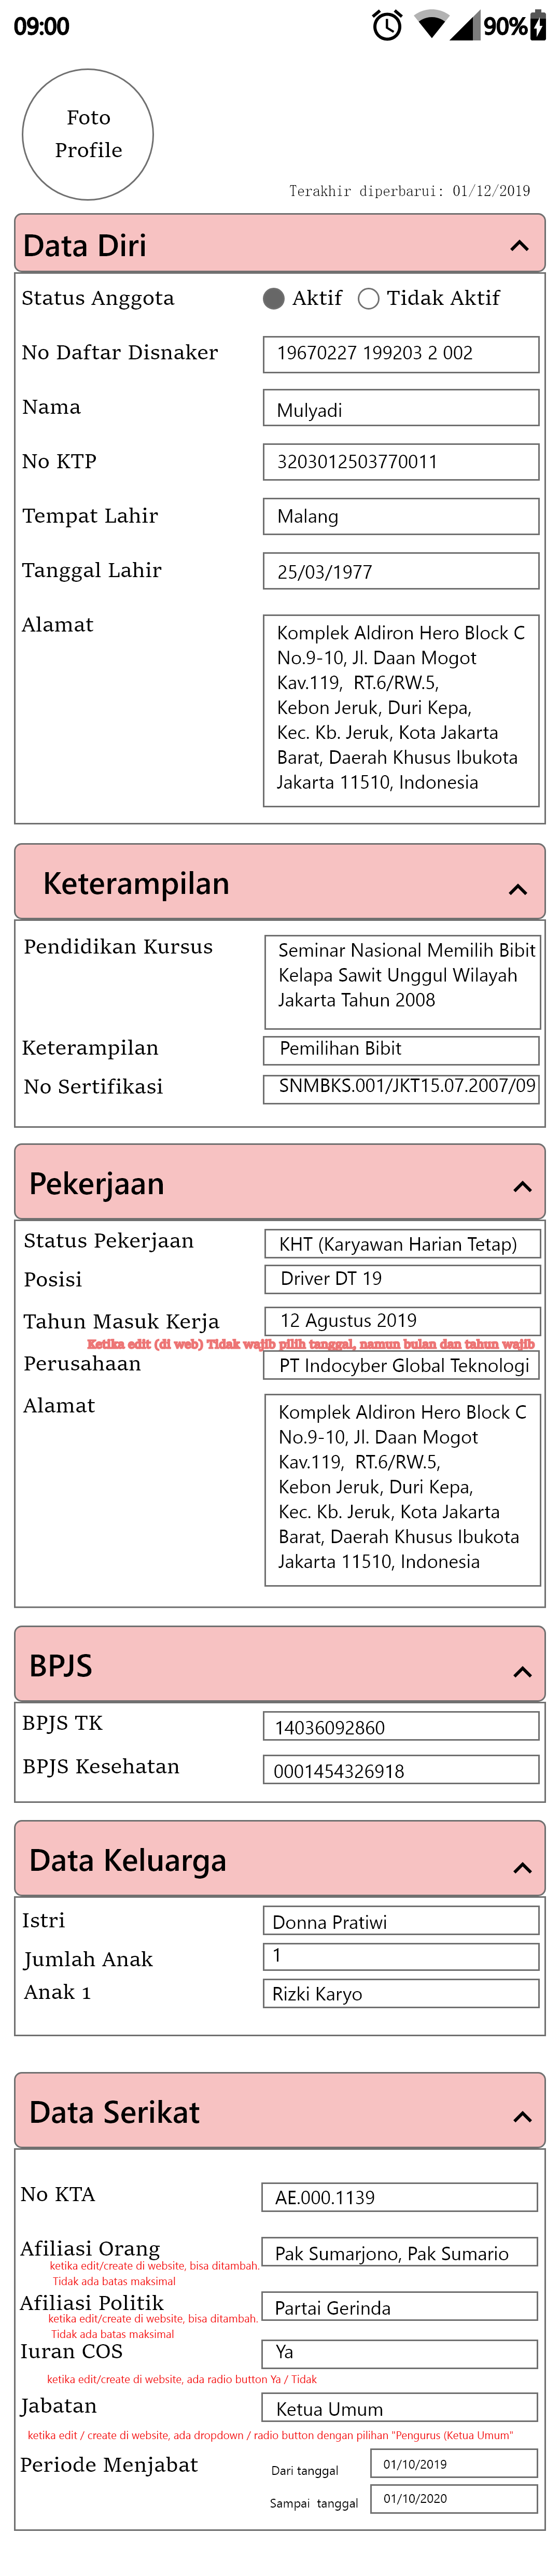 09:00
90%
Foto
Profile
Terakhir diperbarui: 01/12/2019
Data Diri
Status Anggota
Aktif
Tidak Aktif
No Daftar Disnaker
19670227 199203 2 002
Nama
Mulyadi
No KTP
3203012503770011
Tempat Lahir
Malang
Tanggal Lahir
25/03/1977
Alamat
Komplek Aldiron Hero Block C
No.9-10, Jl. Daan Mogot
Kav.119,  RT.6/RW.5,
Kebon Jeruk, Duri Kepa,
Kec. Kb. Jeruk, Kota Jakarta
Barat, Daerah Khusus Ibukota
Jakarta 11510, Indonesia
Keterampilan
Pendidikan Kursus
Seminar Nasional Memilih Bibit
Kelapa Sawit Unggul Wilayah
Jakarta Tahun 2008
Keterampilan
Pemilihan Bibit
No Sertifikasi
SNMBKS.001/JKT15.07.2007/09
Pekerjaan
Status Pekerjaan
KHT (Karyawan Harian Tetap)
Posisi
Driver DT 19
Tahun Masuk Kerja
12 Agustus 2019
Ketika edit (di web) Tidak wajib pilih tanggal, namun bulan dan tahun wajib
Perusahaan
PT Indocyber Global Teknologi
Alamat
Komplek Aldiron Hero Block C
No.9-10, Jl. Daan Mogot
Kav.119,  RT.6/RW.5,
Kebon Jeruk, Duri Kepa,
Kec. Kb. Jeruk, Kota Jakarta
Barat, Daerah Khusus Ibukota
Jakarta 11510, Indonesia
BPJS
BPJS TK
14036092860
BPJS Kesehatan
0001454326918
Data Keluarga
Istri
Donna Pratiwi
Jumlah Anak
1
Anak 1
Rizki Karyo
Data Serikat
No KTA
AE.000.1139
Afiliasi Orang
Pak Sumarjono, Pak Sumario
ketika edit/create di website, bisa ditambah.
Tidak ada batas maksimal
Afiliasi Politik
Partai Gerinda
ketika edit/create di website, bisa ditambah.
Tidak ada batas maksimal
Iuran COS
Ya
ketika edit/create di website, ada radio button Ya / Tidak
Jabatan
Ketua Umum
ketika edit / create di website, ada dropdown / radio button dengan pilihan "Pengurus (Ketua Umum"
Periode Menjabat
Dari tanggal
01/10/2019
Sampai  tanggal
01/10/2020